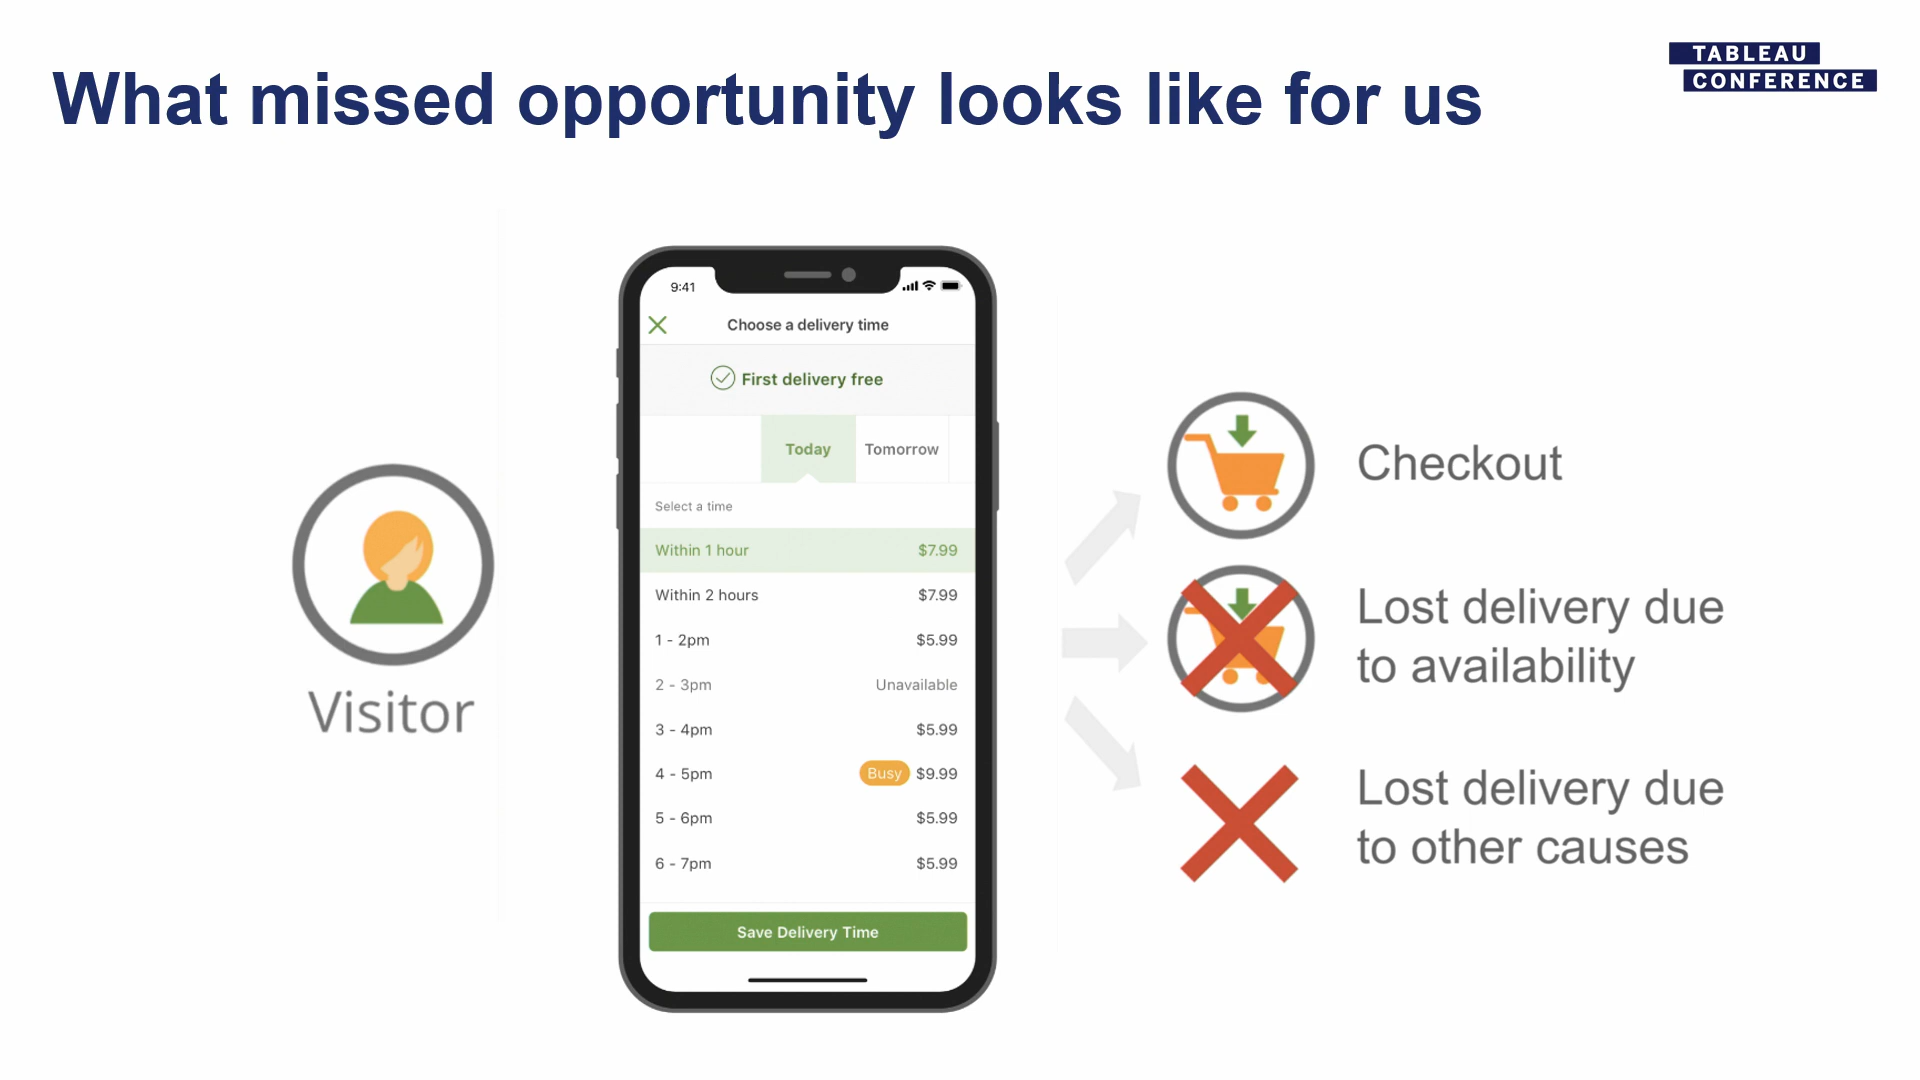 What missed opportunity looks like for us
TABLEAU
CONFERENCE
Visitor
9:41
Choose a delivery time
First delivery free
Today Tomorrow
Select a time
Within 1 hour $7.99
Within 2 hours $7.99
1 - 2pm $5.99
2 - 3pm Unavailable
3 - 4pm $5.99
4 - 5pm Busy $9.99
5 - 6pm $5.99
6 - 7pm $5.99
Save Delivery Time
Checkout
Lost delivery due
to availability
Lost delivery due
to other causes